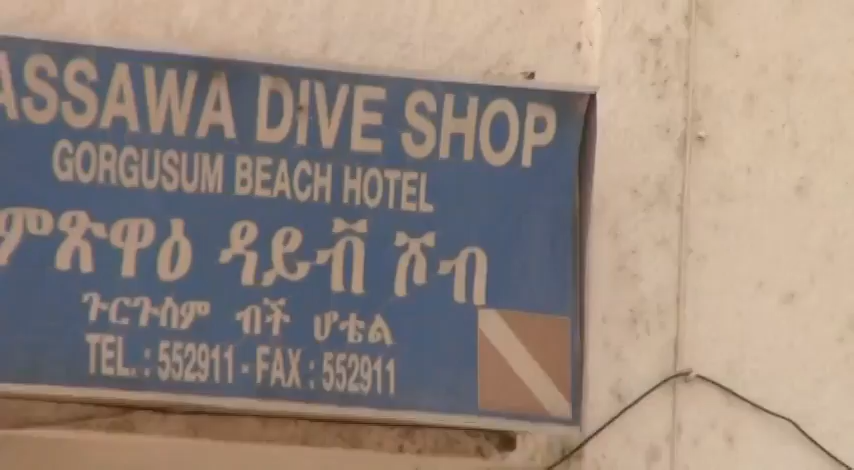 ASSAWA DIVE SHOP
GORGUSUM BEACH HOTEL
ምጽዋዕ ዳይቭ ሾብ
ጉርጉስም ብች ሆቴል
TEL. : 552911 - FAX : 552911